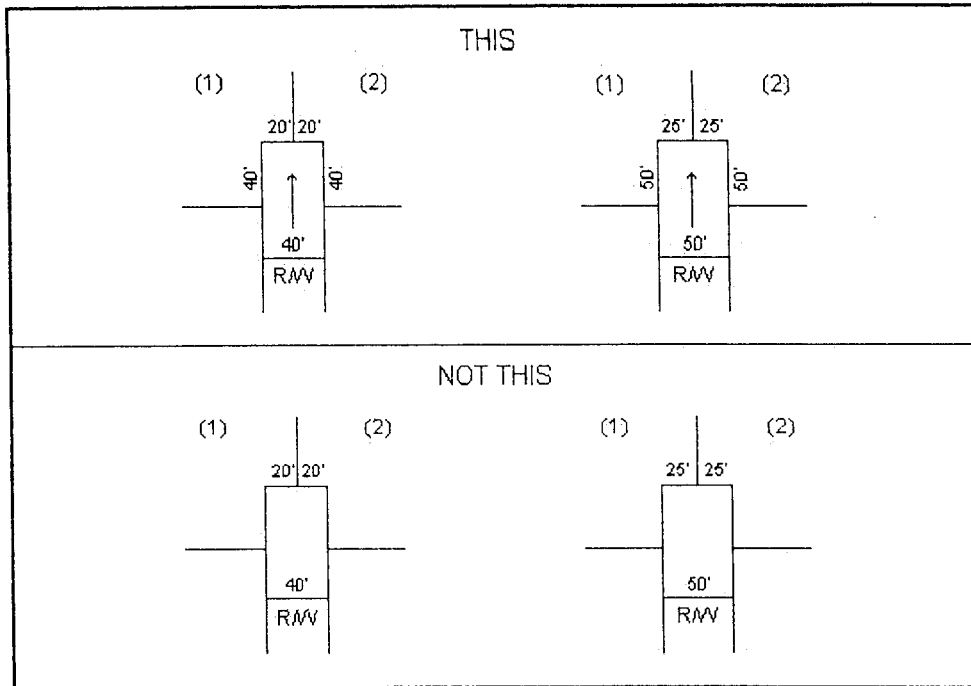 THIS
(1) (2) (1) (2)
20' 20' 25' 25'
40' 40' 50' 50'
40' 50'
R/W R/W
NOT THIS
(1) (2) (1) (2)
20' 20' 25' 25'
40' 50'
R/W R/W